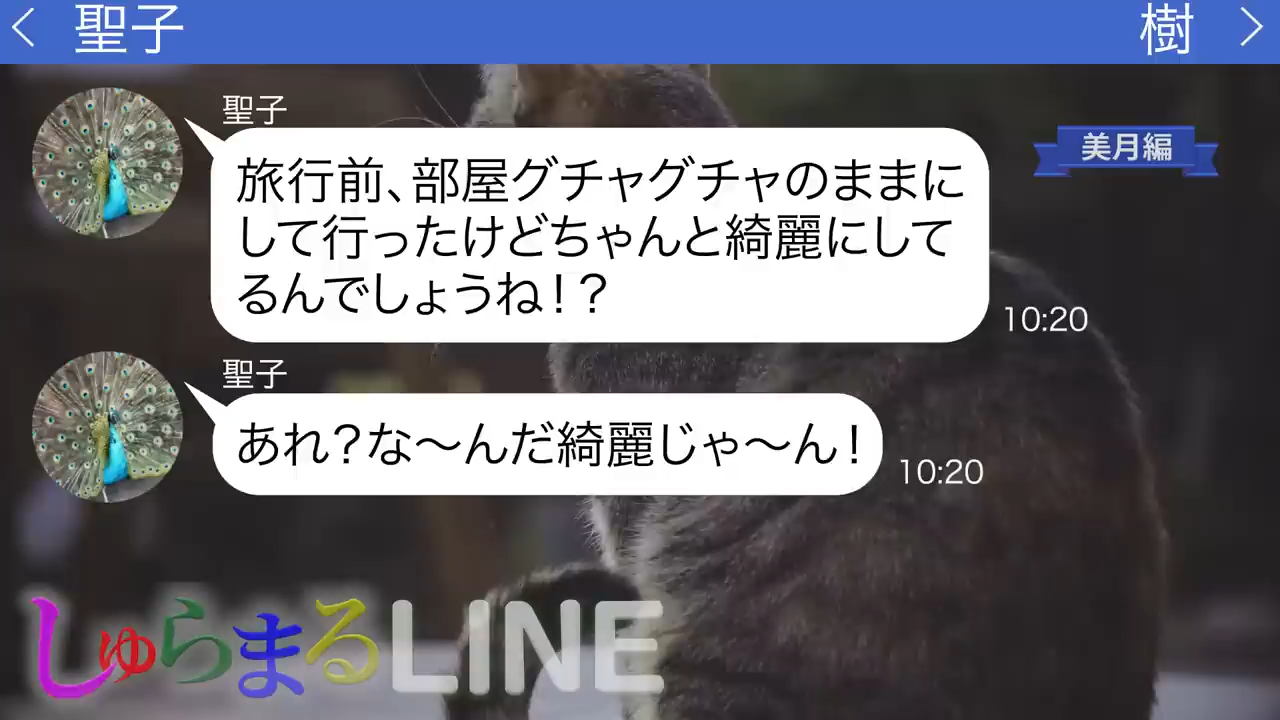 聖子
樹
聖子
美月編
旅行前、部屋グチャグチャのままに
して行ったけどちゃんと綺麗にして
るんでしょうね！？
10:20
聖子
あれ？な〜んだ綺麗じゃ〜ん！
10:20
しゅらまるLINE